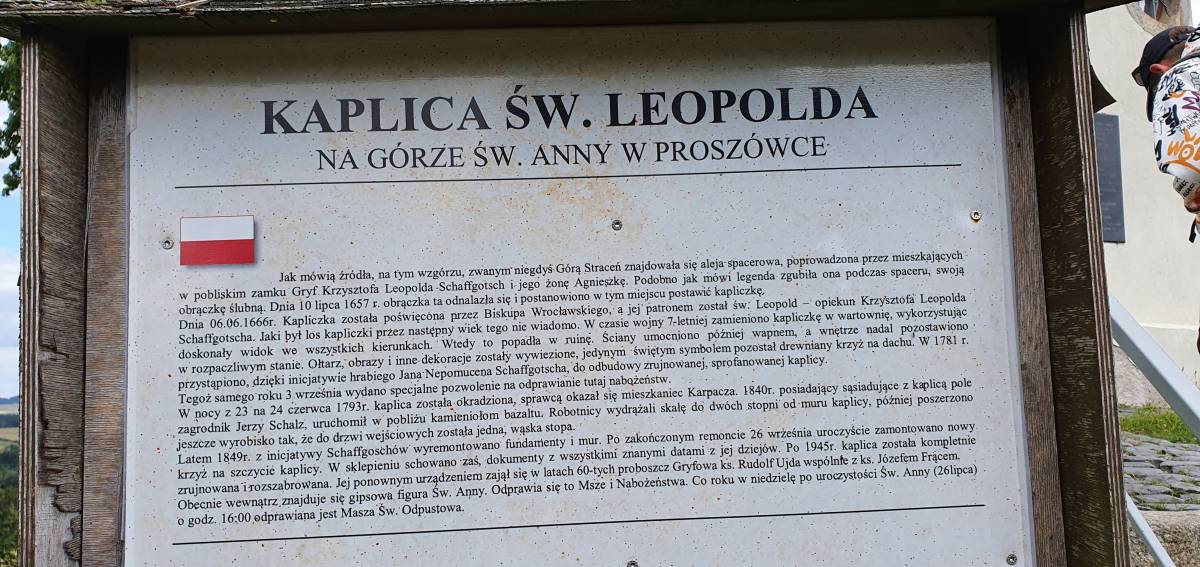 KAPLICA ŚW. LEOPOLDA
NA GÓRZE ŚW. ANNY W PROSZÓWCE
Jak mówią źródła, na tym wzgórzu, zwanym niegdyś Górą Straceń znajdowała się aleja spacerowa, poprowadzona przez mieszkających
w pobliskim zamku Gryf Krzysztofa Leopolda Schaffgotsch i jego żonę Agnieszkę. Podobno jak mówi legenda zgubiła ona podczas spaceru, swoją
obrączkę ślubną. Dnia 10 lipca 1657 r. obrączka ta odnalazła się i postanowiono w tym miejscu postawić kapliczkę.
Dnia 06.06.1666r. Kapliczka została poświęcona przez Biskupa Wrocławskiego, a jej patronem został św. Leopold – opiekun Krzysztofa Leopolda
Schaffgotscha. Jaki był los kapliczki przez następny wiek tego nie wiadomo. W czasie wojny 7-letniej zamieniono kapliczkę w wartownię, wykorzystując
doskonały widok we wszystkich kierunkach. Wtedy to popadła w ruinę. Ściany umocniono później wapnem, a wnętrze nadal pozostawiono
w rozpaczliwym stanie. Ołtarz, obrazy i inne dekoracje zostały wywiezione, jedynym świętym symbolem pozostał drewniany krzyż na dachu. W 1781 r.
przystąpiono, dzięki inicjatywie hrabiego Jana Nepomucena Schaffgotscha, do odbudowy zrujnowanej, sprofanowanej kaplicy.
Tegoż samego roku 3 września wydano specjalne pozwolenie na odprawianie tutaj nabożeństw.
W nocy z 23 na 24 czerwca 1793r. kaplica została okradziona, sprawcą okazał się mieszkaniec Karpacza. 1840r. posiadający sąsiadujące z kaplicą pole
zagrodnik Jerzy Schalz, uruchomił w pobliżu kamieniołom bazaltu. Robotnicy wydrążali skałę do dwóch stopni od muru kaplicy, później poszerzono
jeszcze wyrobisko tak, że do drzwi wejściowych została jedna, wąska stopa.
Latem 1849r. z inicjatywy Schaffgoschów wyremontowano fundamenty i mur. Po zakończonym remoncie 26 września uroczyście zamontowano nowy
krzyż na szczycie kaplicy. W sklepieniu schowano zaś, dokumenty z wszystkimi znanymi datami z jej dziejów. Po 1945r. kaplica została kompletnie
zrujnowana i rozszabrowana. Jej ponownym urządzeniem zajął się w latach 60-tych proboszcz Gryfowa ks. Rudolf Ujda wspólnie z ks. Józefem Frącem.
Obecnie wewnątrz znajduje się gipsowa figura Św. Anny. Odprawia się to Msze i Nabożeństwa. Co roku w niedzielę po uroczystości Św. Anny (26lipca)
o godz. 16:00 odprawiana jest Masza Św. Odpustowa.